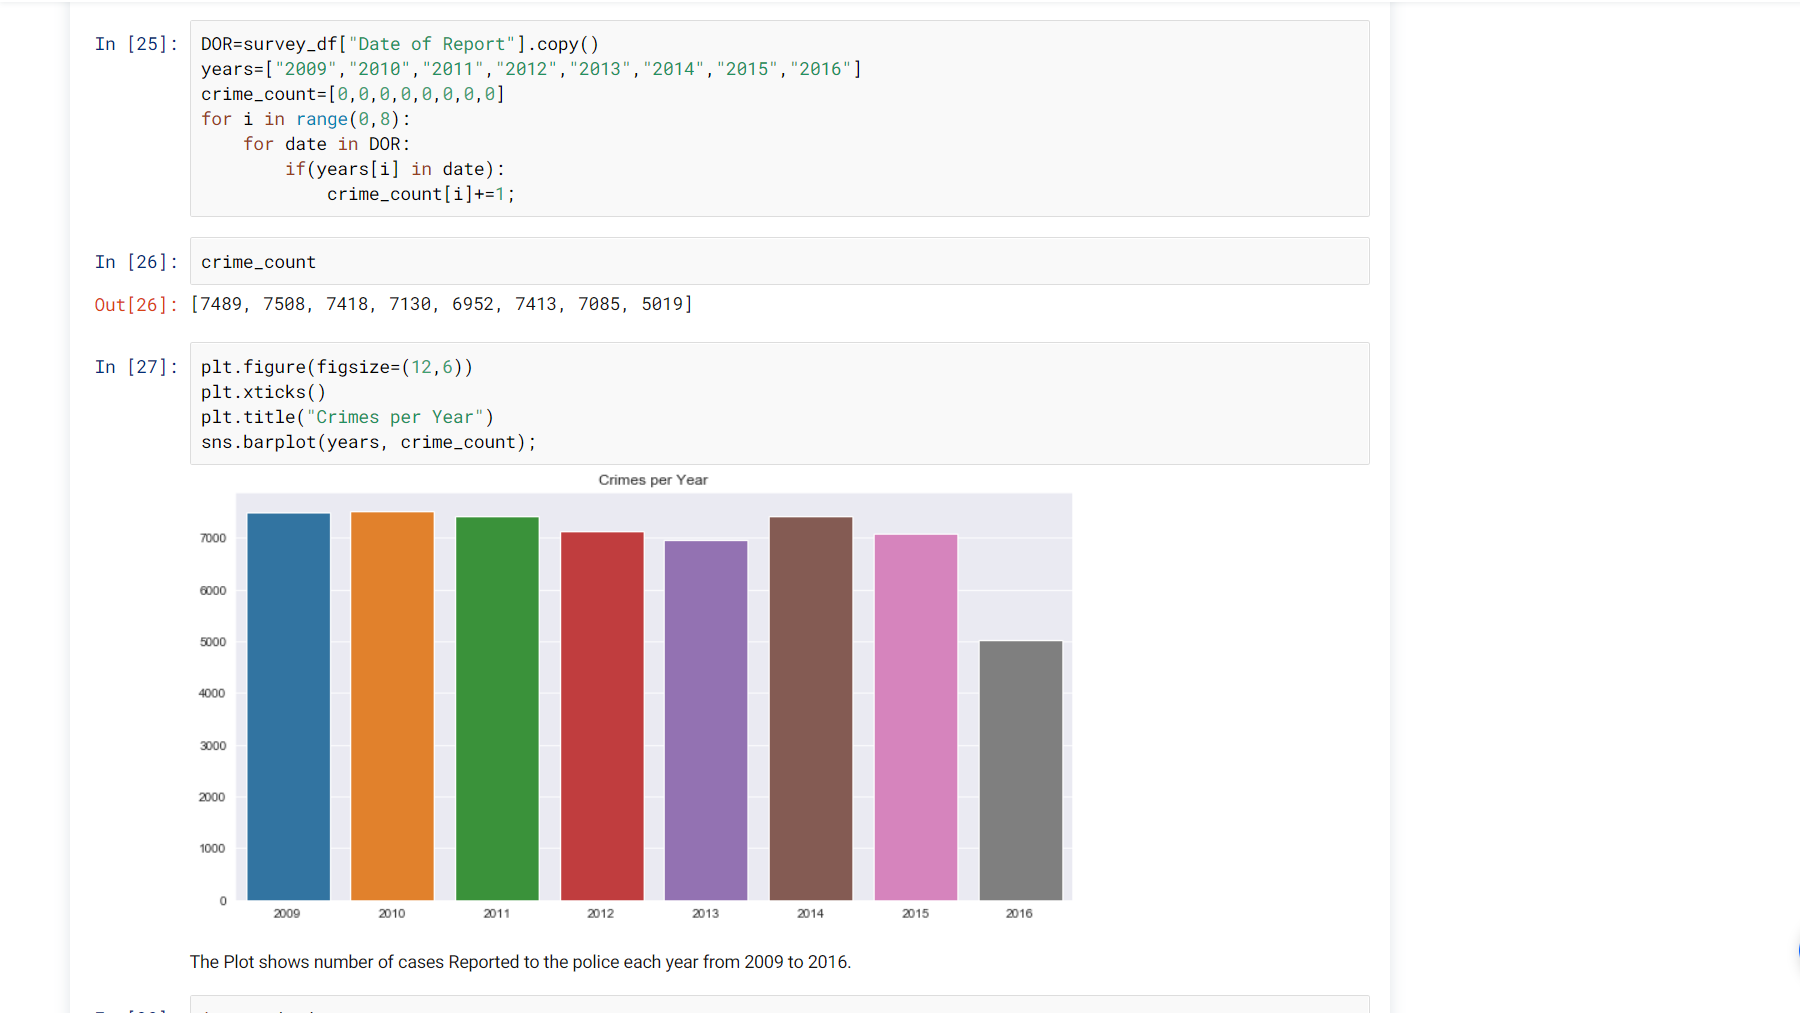 In [25]:
DOR=survey_df["Date of Report"].copy()
years=["2009","2010","2011","2012","2013","2014","2015","2016"]
crime_count=[0,0,0,0,0,0,0,0]
for i in range(0,8):
    for date in DOR:
        if(years[i] in date):
            crime_count[i]+=1;
In [26]:
crime_count
Out[26]: [7489, 7508, 7418, 7130, 6952, 7413, 7085, 5019]
In [27]:
plt.figure(figsize=(12,6))
plt.xticks()
plt.title("Crimes per Year")
sns.barplot(years, crime_count);
Crimes per Year
7000
6000
5000
4000
3000
2000
1000
0
2009 2010 2011 2012 2013 2014 2015 2016
The Plot shows number of cases Reported to the police each year from 2009 to 2016.